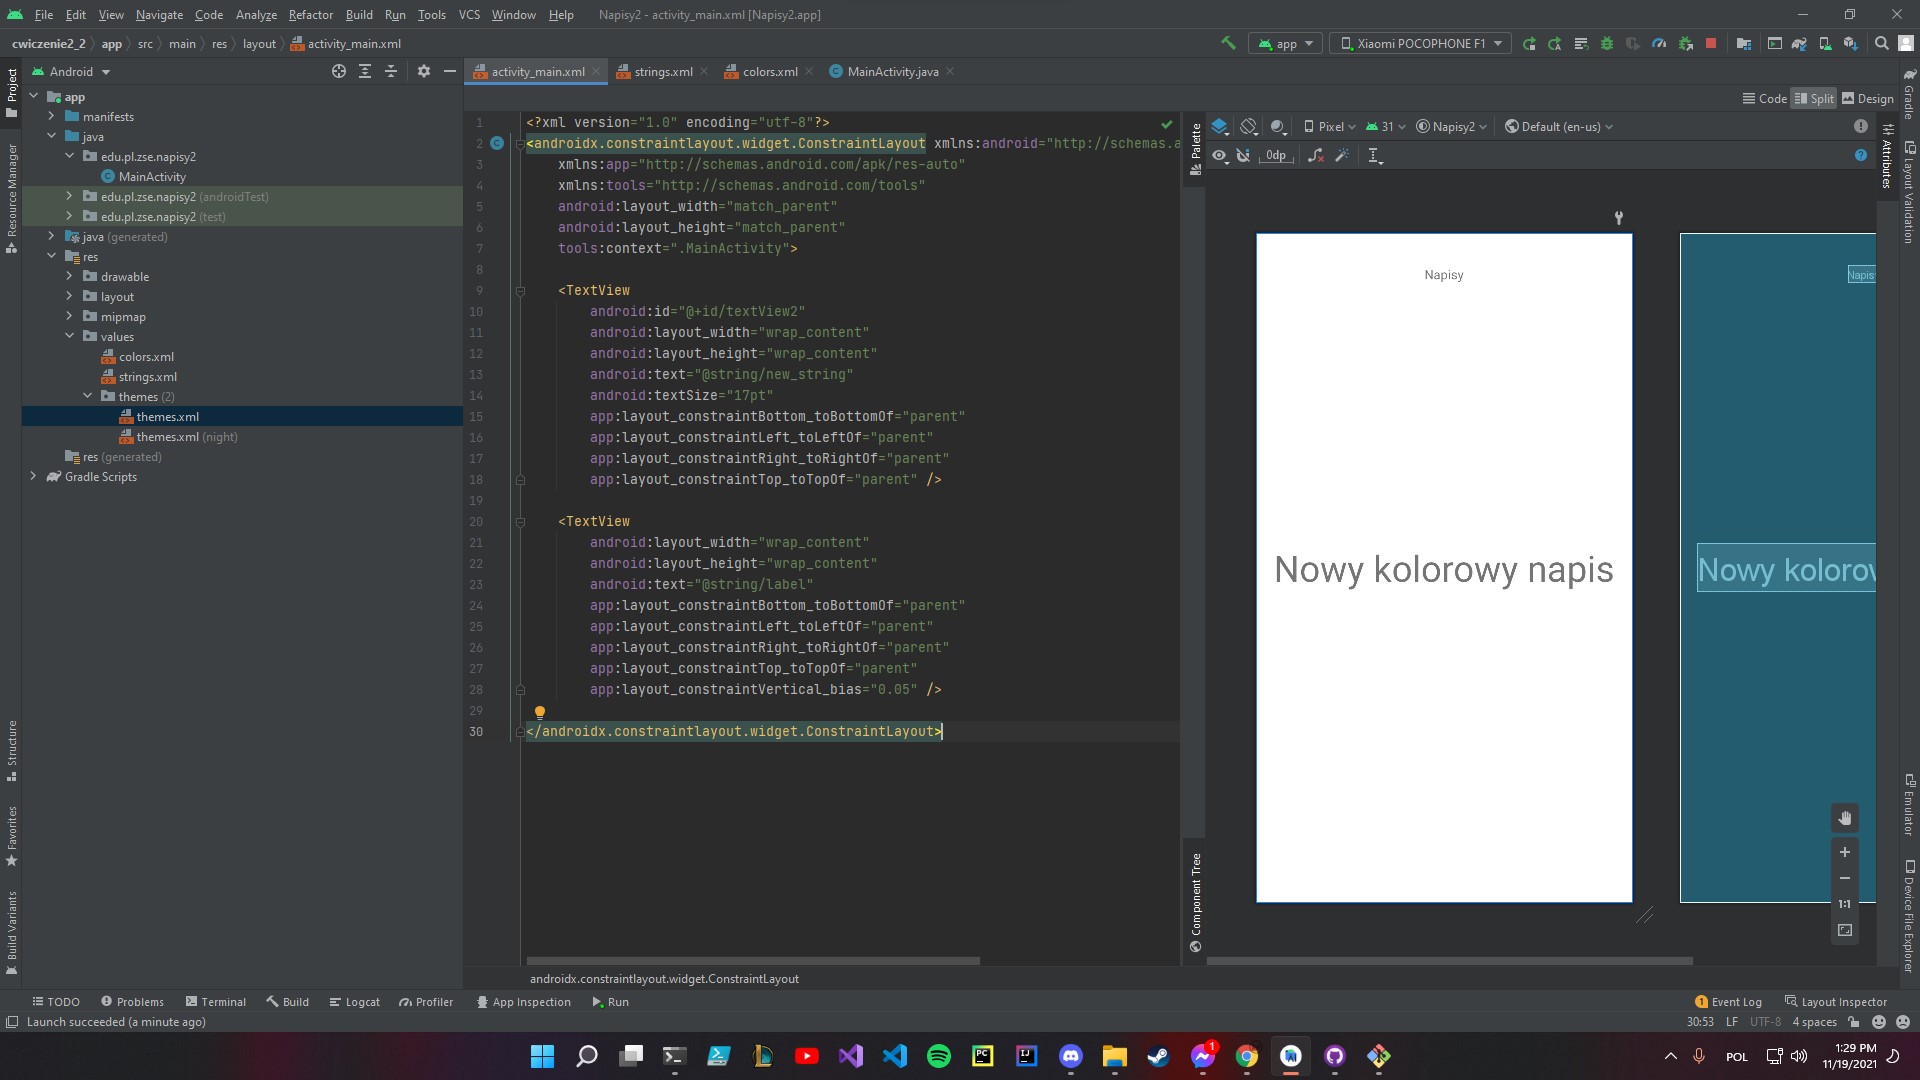 File Edit View Navigate Code Analyze Refactor Build Run Tools VCS Window Help Napisy2 - activity_main.xml [Napisy2.app]
cwiczenie2_2 app src main res layout activity_main.xml app Xiaomi POCOPHONE F1
Android activity_main.xml strings.xml colors.xml MainActivity.java
Code Split Design
Project
Resource Manager
Structure
Favorites
Build Variants
app
manifests
java
edu.pl.zse.napisy2
MainActivity
edu.pl.zse.napisy2 (androidTest)
edu.pl.zse.napisy2 (test)
java (generated)
res
drawable
layout
mipmap
values
colors.xml
strings.xml
themes (2)
themes.xml
themes.xml (night)
res (generated)
Gradle Scripts
1 <?xml version="1.0" encoding="utf-8"?>
2 <androidx.constraintlayout.widget.ConstraintLayout xmlns:android="http://schemas.a
3 xmlns:app="http://schemas.android.com/apk/res-auto"
4 xmlns:tools="http://schemas.android.com/tools"
5 android:layout_width="match_parent"
6 android:layout_height="match_parent"
7 tools:context=".MainActivity">
8
9 <TextView
10 android:id="@+id/textView2"
11 android:layout_width="wrap_content"
12 android:layout_height="wrap_content"
13 android:text="@string/new_string"
14 android:textSize="17pt"
15 app:layout_constraintBottom_toBottomOf="parent"
16 app:layout_constraintLeft_toLeftOf="parent"
17 app:layout_constraintRight_toRightOf="parent"
18 app:layout_constraintTop_toTopOf="parent" />
19
20 <TextView
21 android:layout_width="wrap_content"
22 android:layout_height="wrap_content"
23 android:text="@string/label"
24 app:layout_constraintBottom_toBottomOf="parent"
25 app:layout_constraintLeft_toLeftOf="parent"
26 app:layout_constraintRight_toRightOf="parent"
27 app:layout_constraintTop_toTopOf="parent"
28 app:layout_constraintVertical_bias="0.05" />
29
30 </androidx.constraintlayout.widget.ConstraintLayout>
androidx.constraintlayout.widget.ConstraintLayout
Palette
Component Tree
Pixel 31 Napisy2 Default (en-us)
0dp
Napisy
Nowy kolorowy napis
Napis
Nowy kolorow
1:1
Attributes
Gradle
Layout Validation
Emulator
Device File Explorer
TODO Problems Terminal Build Logcat Profiler App Inspection Run 1 Event Log Layout Inspector
Launch succeeded (a minute ago) 30:53 LF UTF-8 4 spaces
PC IJ 1 POL 1:29 PM
11/19/2021